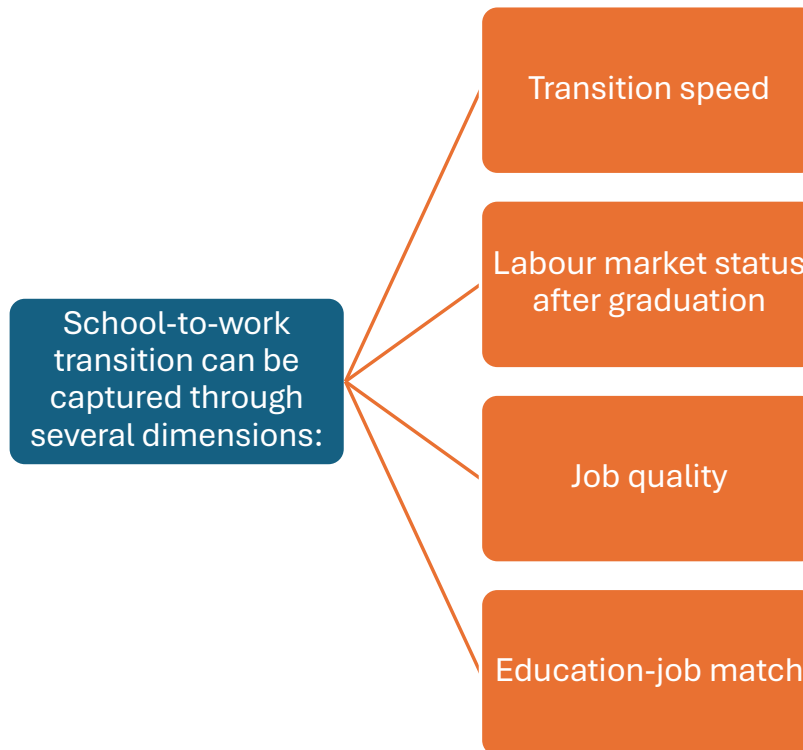 School-to-work
transition can be
captured through
several dimensions:
Transition speed
Labour market status
after graduation
Job quality
Education-job match